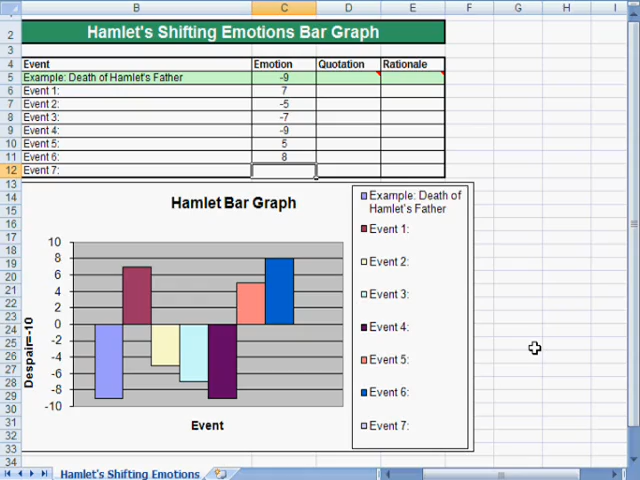 B C D E F G H I
2 Hamlet's Shifting Emotions Bar Graph
3
4 Event Emotion Quotation Rationale
5 Example: Death of Hamlet's Father -9
6 Event 1: 7
7 Event 2: -5
8 Event 3: -7
9 Event 4: -9
10 Event 5: 5
11 Event 6: 8
12 Event 7:
13
14
15
16
17
18
19
20
21
22
23
24
25
26
27
28
29
30
31
32
33
34
Hamlet Bar Graph
10
8
6
4
2
0
-2
-4
-6
-8
-10
Despair=-10
Event
Example: Death of
Hamlet's Father
Event 1:
Event 2:
Event 3:
Event 4:
Event 5:
Event 6:
Event 7:
Hamlet's Shifting Emotions